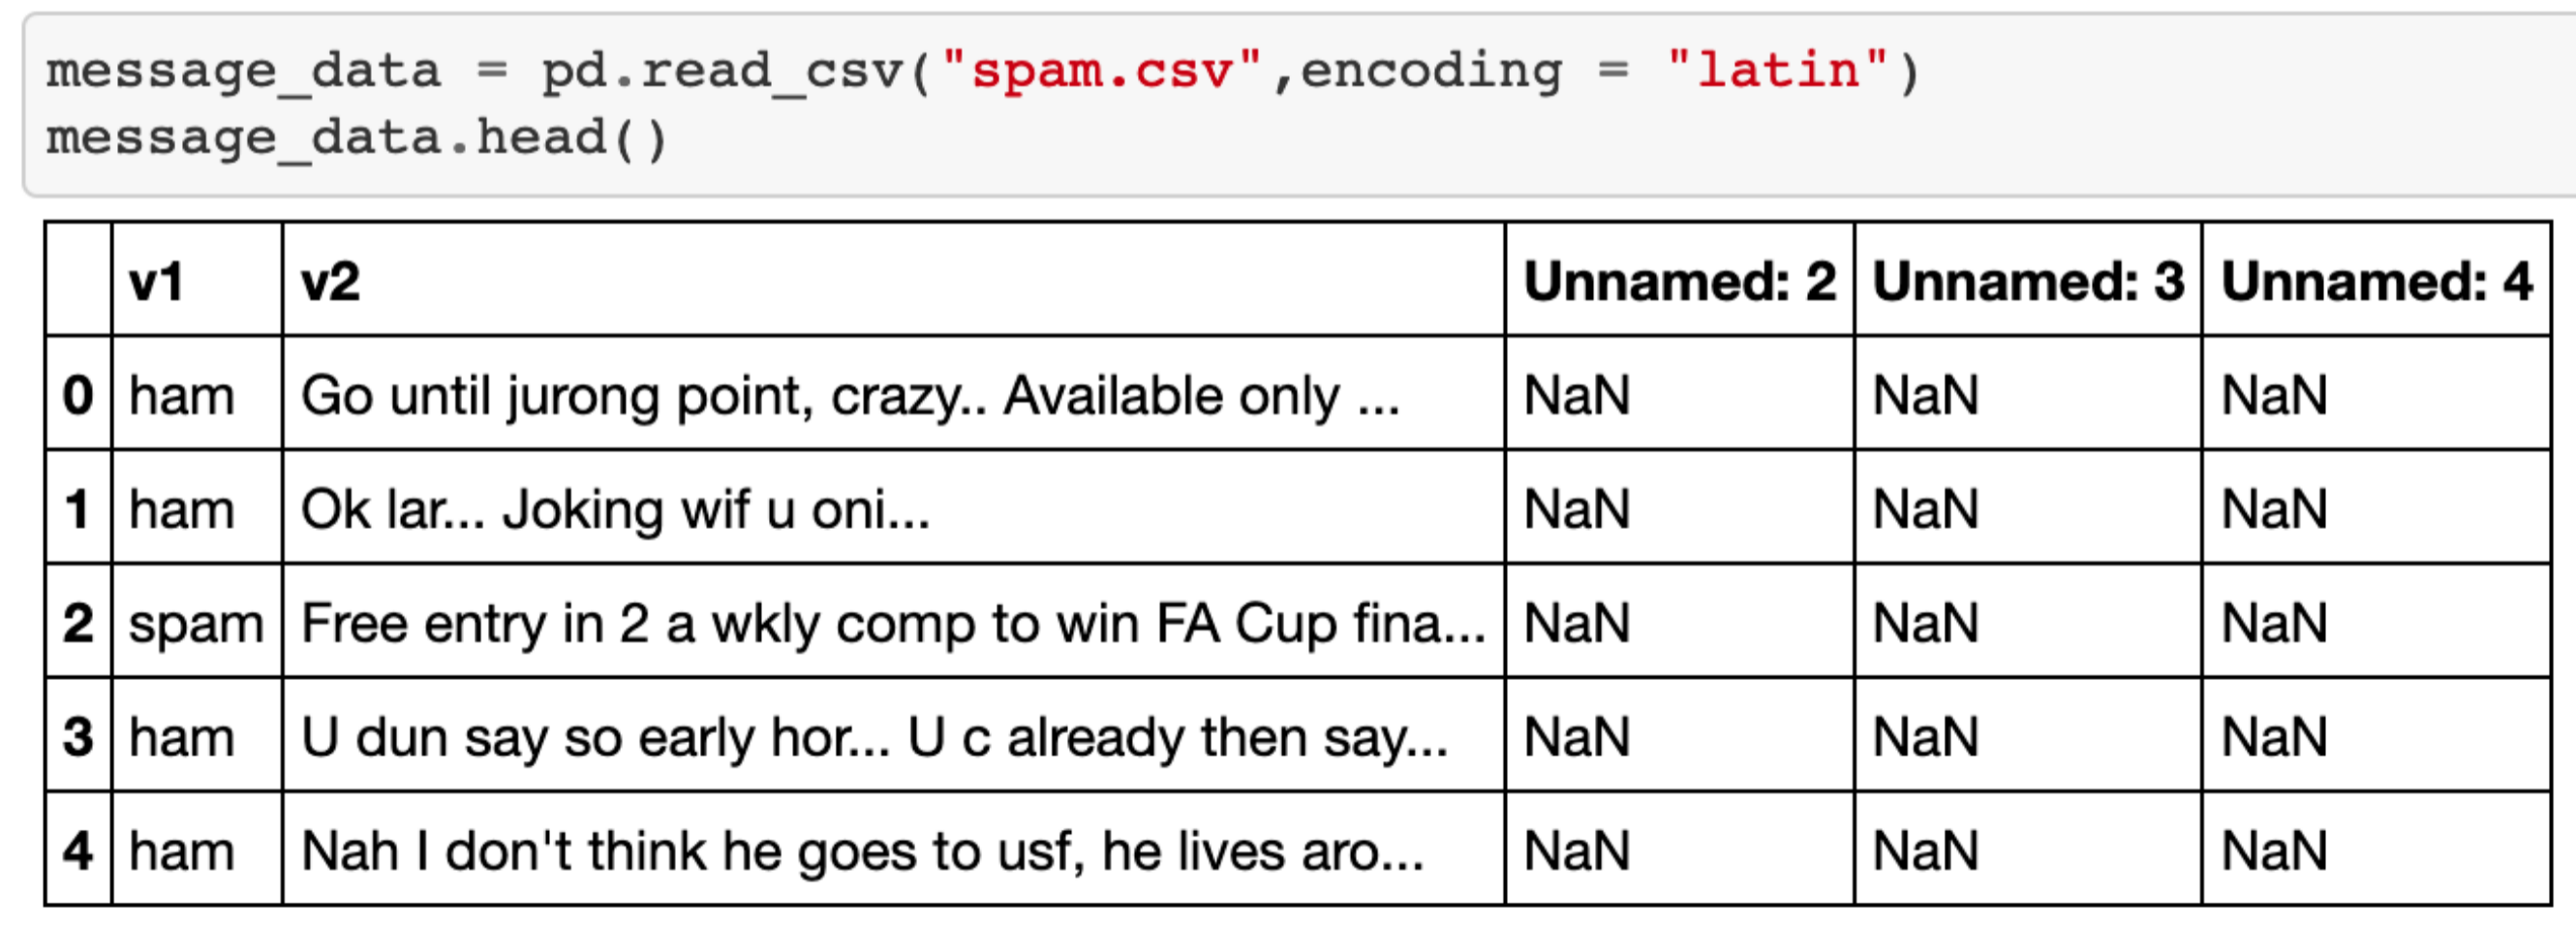 message_data = pd.read_csv("spam.csv",encoding = "latin")
message_data.head()
v1 v2 Unnamed: 2 Unnamed: 3 Unnamed: 4
0 ham Go until jurong point, crazy.. Available only ... NaN NaN NaN
1 ham Ok lar... Joking wif u oni... NaN NaN NaN
2 spam Free entry in 2 a wkly comp to win FA Cup fina... NaN NaN NaN
3 ham U dun say so early hor... U c already then say... NaN NaN NaN
4 ham Nah I don't think he goes to usf, he lives aro... NaN NaN NaN